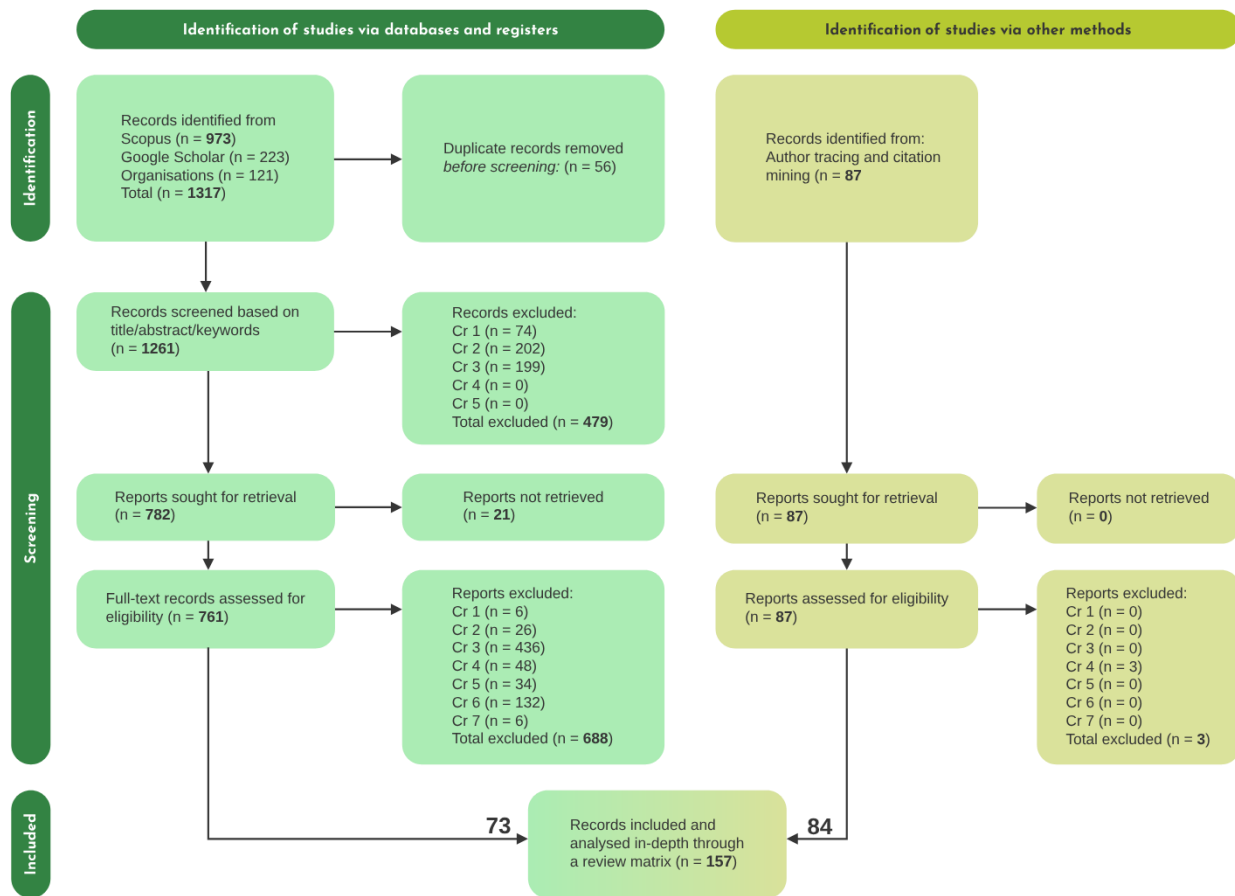 Identification of studies via databases and registers
Identification of studies via other methods
Identification
Records identified from
Scopus (n = 973)
Google Scholar (n = 223)
Organisations (n = 121)
Total (n = 1317)
Duplicate records removed
before screening: (n = 56)
Records identified from:
Author tracing and citation
mining (n = 87
Screening
Records screened based on
title/abstract/keywords
(n = 1261)
Records excluded:
Cr 1 (n = 74)
Cr 2 (n = 202)
Cr 3 (n = 199)
Cr 4 (n = 0)
Cr 5 (n = 0)
Total excluded (n = 479)
Reports sought for retrieval
(n = 782)
Reports not retrieved
(n = 21)
Reports sought for retrieval
(n = 87)
Reports not retrieved
(n = 0)
Full-text records assessed for
eligibility (n = 761)
Reports excluded:
Cr 1 (n = 6)
Cr 2 (n = 26)
Cr 3 (n = 436)
Cr 4 (n = 48)
Cr 5 (n = 34)
Cr 6 (n = 132)
Cr 7 (n = 6)
Total excluded (n = 688)
Reports assessed for eligibility
(n = 87)
Reports excluded:
Cr 1 (n = 0)
Cr 2 (n = 0)
Cr 3 (n = 0)
Cr 4 (n = 3)
Cr 5 (n = 0)
Cr 6 (n = 0)
Cr 7 (n = 0)
Total excluded (n = 3)
Included
73
Records included and
analysed in-depth through
a review matrix (n = 157)
84